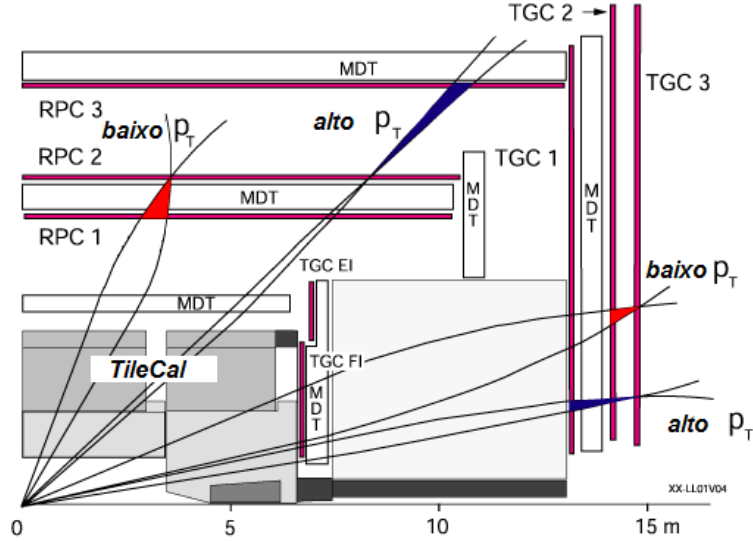 TGC 2
MDT
TGC 3
RPC 3
baixo pT
alto pT
RPC 2
TGC 1
MDT
MDT
MDT
RPC 1
TGC EI
baixo pT
MDT
TileCal
TGC FI
MDT
alto pT
XX-LL01V04
0 5 10 15 m